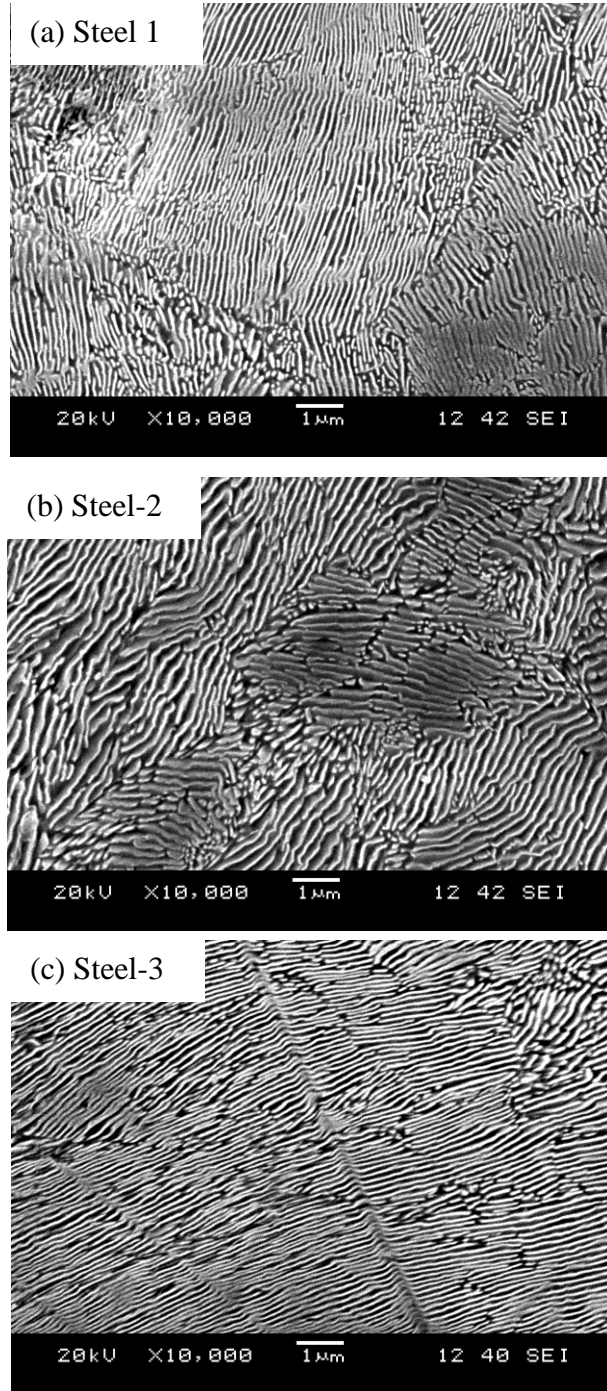 (a) Steel 1
20kV X10,000 1μm 12 42 SEI
(b) Steel-2
20kV X10,000 1μm 12 42 SEI
(c) Steel-3
20kV X10,000 1μm 12 40 SEI